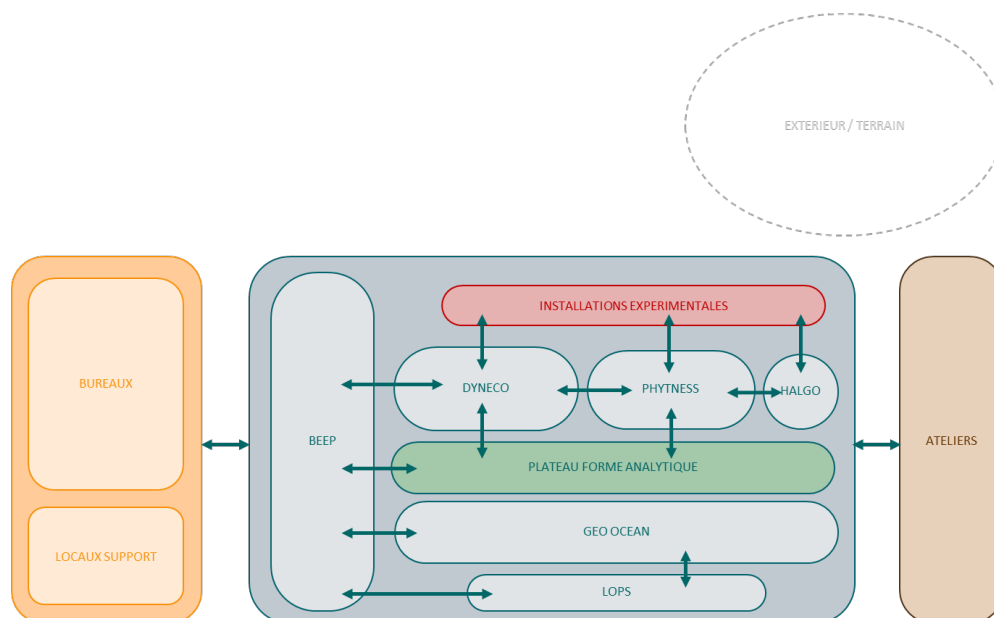 EXTERIEUR / TERRAIN
INSTALLATIONS EXPERIMENTALES
BUREAUX
DYNECO
PHYTNESS
HALGO
BEEP
ATELIERS
PLATEAU FORME ANALYTIQUE
GEO OCEAN
LOCAUX SUPPORT
LOPS